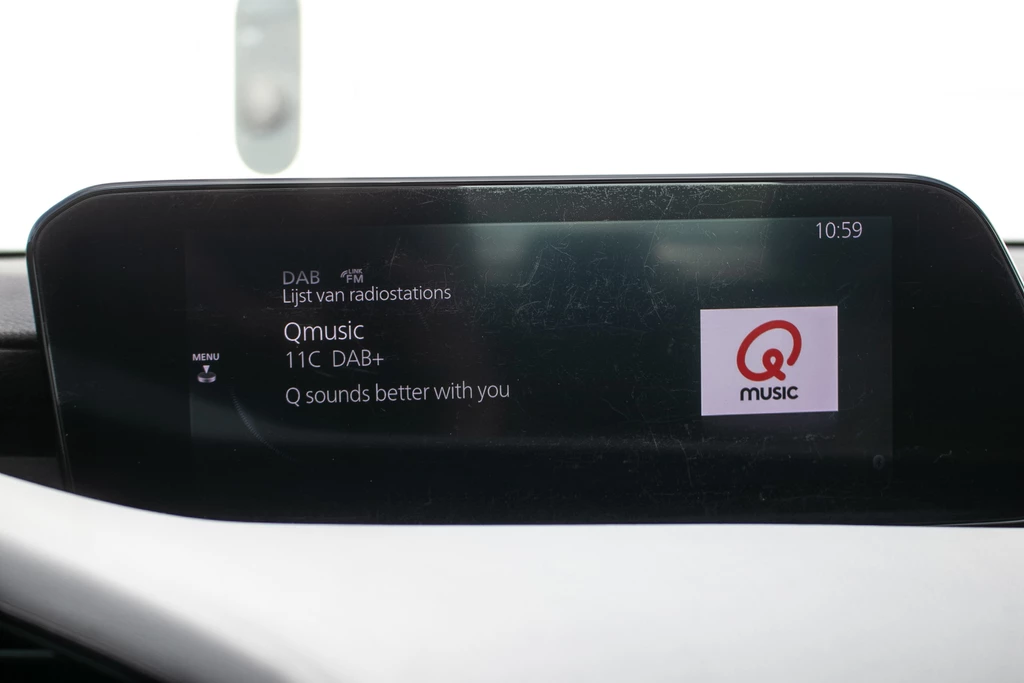 10:59
DAB LINK FM
Lijst van radiostations
Qmusic
11C DAB+
MENU
Q sounds better with you
Q
MUSIC